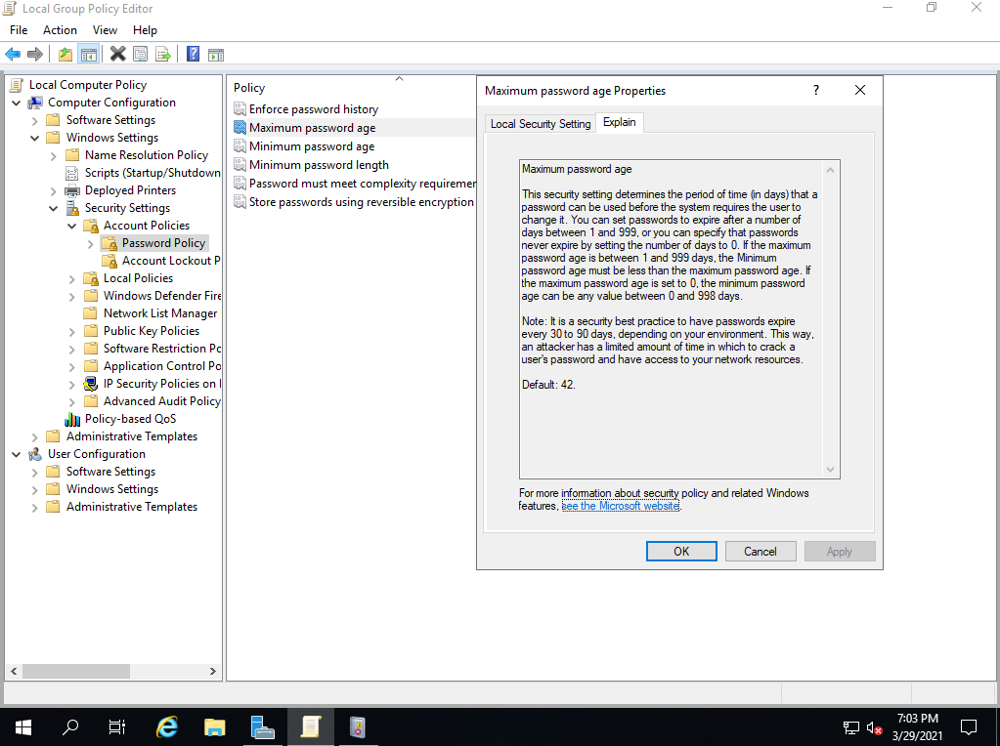 Local Group Policy Editor
File Action View Help
Local Computer Policy
Computer Configuration
Software Settings
Windows Settings
Name Resolution Policy
Scripts (Startup/Shutdown
Deployed Printers
Security Settings
Account Policies
Password Policy
Account Lockout P
Local Policies
Windows Defender Fire
Network List Manager
Public Key Policies
Software Restriction Po
Application Control Po
IP Security Policies on
Advanced Audit Policy
Policy-based QoS
Administrative Templates
User Configuration
Software Settings
Windows Settings
Administrative Templates
Policy
Enforce password history
Maximum password age
Minimum password age
Minimum password length
Password must meet complexity requiremen
Store passwords using reversible encryption
Maximum password age Properties
Local Security Setting Explain
Maximum password age
This security setting determines the period of time (in days) that a
password can be used before the system requires the user to
change it. You can set passwords to expire after a number of
days between 1 and 999, or you can specify that passwords
never expire by setting the number of days to 0. If the maximum
password age is between 1 and 999 days, the Minimum
password age must be less than the maximum password age. If
the maximum password age is set to 0, the minimum password
age can be any value between 0 and 998 days.
Note: It is a security best practice to have passwords expire
every 30 to 90 days, depending on your environment. This way,
an attacker has a limited amount of time in which to crack a
user's password and have access to your network resources.
Default: 42.
For more information about security policy and related Windows
features, see the Microsoft website.
OK Cancel Apply
7:03 PM
3/29/2021